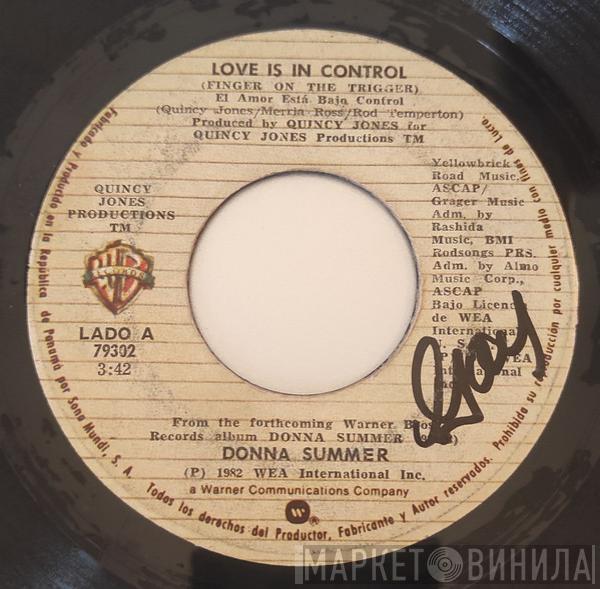 LOVE IS IN CONTROL
(FINGER ON THE TRIGGER)
El Amor Está Bajo Control
(Quincy Jones/Merria Ross/Rod Temperton)
Produced by QUINCY JONES for
QUINCY JONES Productions TM
QUINCY
JONES
PRODUCTIONS
TM
RECORDS
LADO A
79302
3:42
Yellowbrick
Road Music,
ASCAP/
Grager Music
Adm. by
Rashida
Music, BMI
Rodsongs PRS.
Adm. by Almo
Music Corp.,
ASCAP
Bajo Licencia
de WEA
International
WEA
From the forthcoming Warner Bros.
Records album DONNA SUMMER
DONNA SUMMER
(P) 1982 WEA International Inc.
a Warner Communications Company
Fabricado y Producido en la República de Panamá por Sono Mundi, S. A. Todos los derechos del Productor, Fabricante y Autor reservados. Prohibida su reproducción por cualquier medio con fines de Lucro.
МАРКЕТ ВИНИЛА